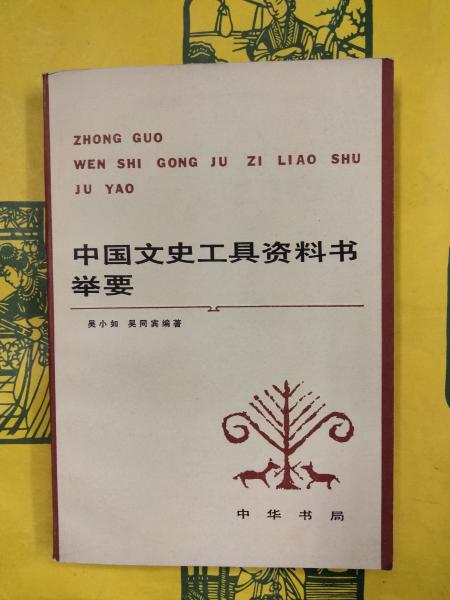 ZHONG GUO
WEN SHI GONG JU ZI LIAO SHU
JU YAO
中国文史工具资料书
举要
吴小如 吴同宾编著
中华书局